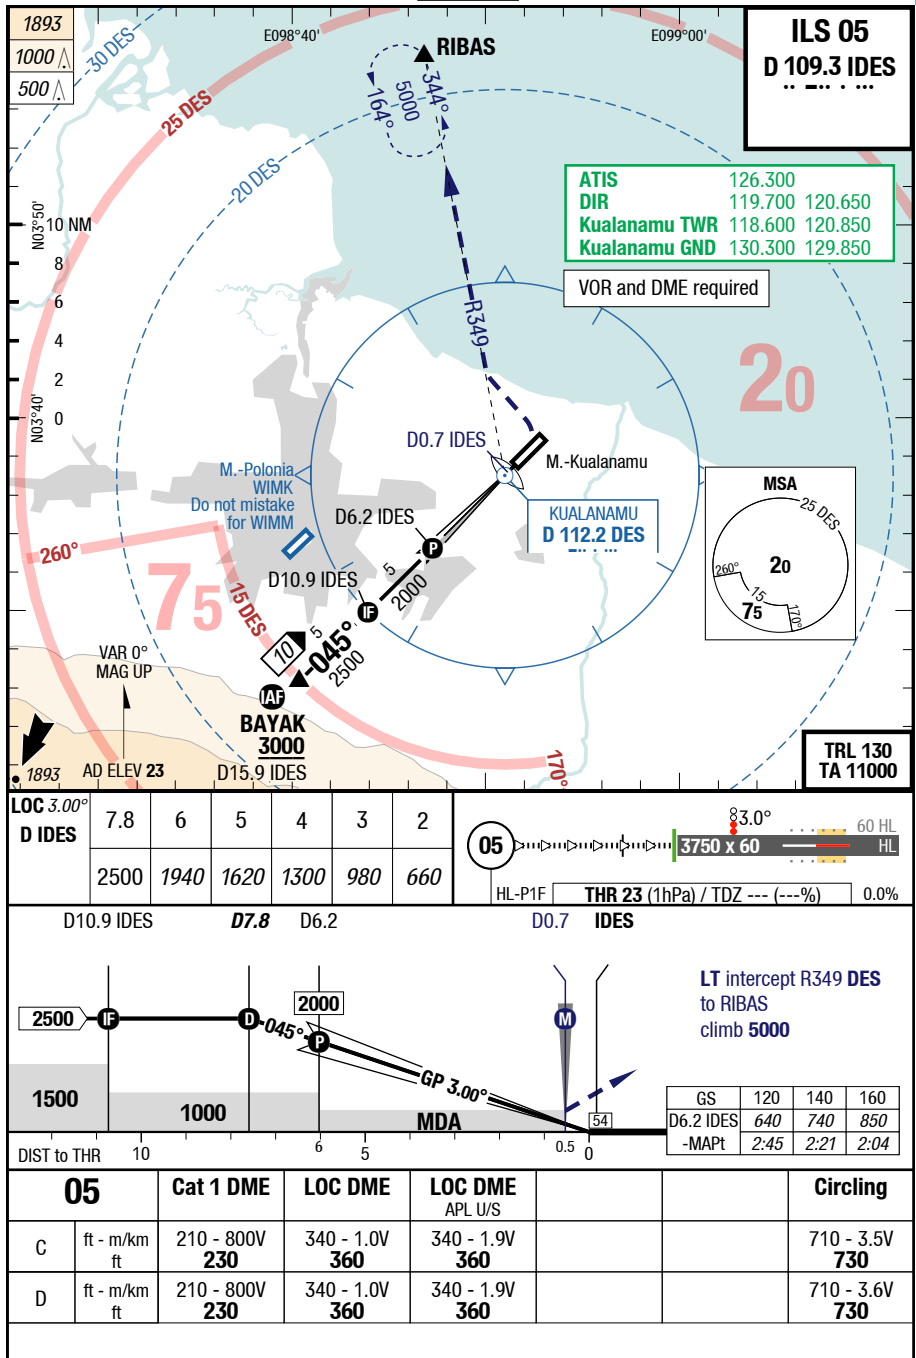 1893
1000
500
E098°40'
E099°00'
ILS 05
D 109.3 IDES
30 DES
25 DES
20 DES
RIBAS
344°
5000
164°
ATIS 126.300
DIR 119.700 120.650
Kualanamu TWR 118.600 120.850
Kualanamu GND 130.300 129.850
VOR and DME required
N03°50'
10 NM
8
6
4
2
0
N03°40'
R349
20
D0.7 IDES
M.-Kualanamu
M.-Polonia
WIMK
Do not mistake
for WIMM
KUALANAMU
D 112.2 DES
D6.2 IDES
P
D10.9 IDES
IF
5
2000
260°
75
15 DES
10
5
-045°
2500
MSA
25 DES
20
260°
15
75
170°
VAR 0°
MAG UP
IAF
BAYAK
3000
D15.9 IDES
170°
1893
AD ELEV 23
TRL 130
TA 11000
LOC 3.00°
D IDES
7.8 6 5 4 3 2
2500 1940 1620 1300 980 660
05
3.0°
60 HL
3750 x 60
HL
HL-P1F
THR 23 (1hPa) / TDZ --- (---%)
0.0%
D10.9 IDES D7.8 D6.2 D0.7 IDES
2500
IF
D
-045°
2000
P
GP 3.00°
M
LT intercept R349 DES
to RIBAS
climb 5000
1500
1000
MDA
54
GS 120 140 160
D6.2 IDES 640 740 850
-MAPt 2:45 2:21 2:04
DIST to THR 10 6 5 0.5 0
05 Cat 1 DME LOC DME LOC DME Circling
APL U/S
C ft - m/km 210 - 800V 340 - 1.0V 340 - 1.9V 710 - 3.5V
ft 230 360 360 730
D ft - m/km 210 - 800V 340 - 1.0V 340 - 1.9V 710 - 3.6V
ft 230 360 360 730